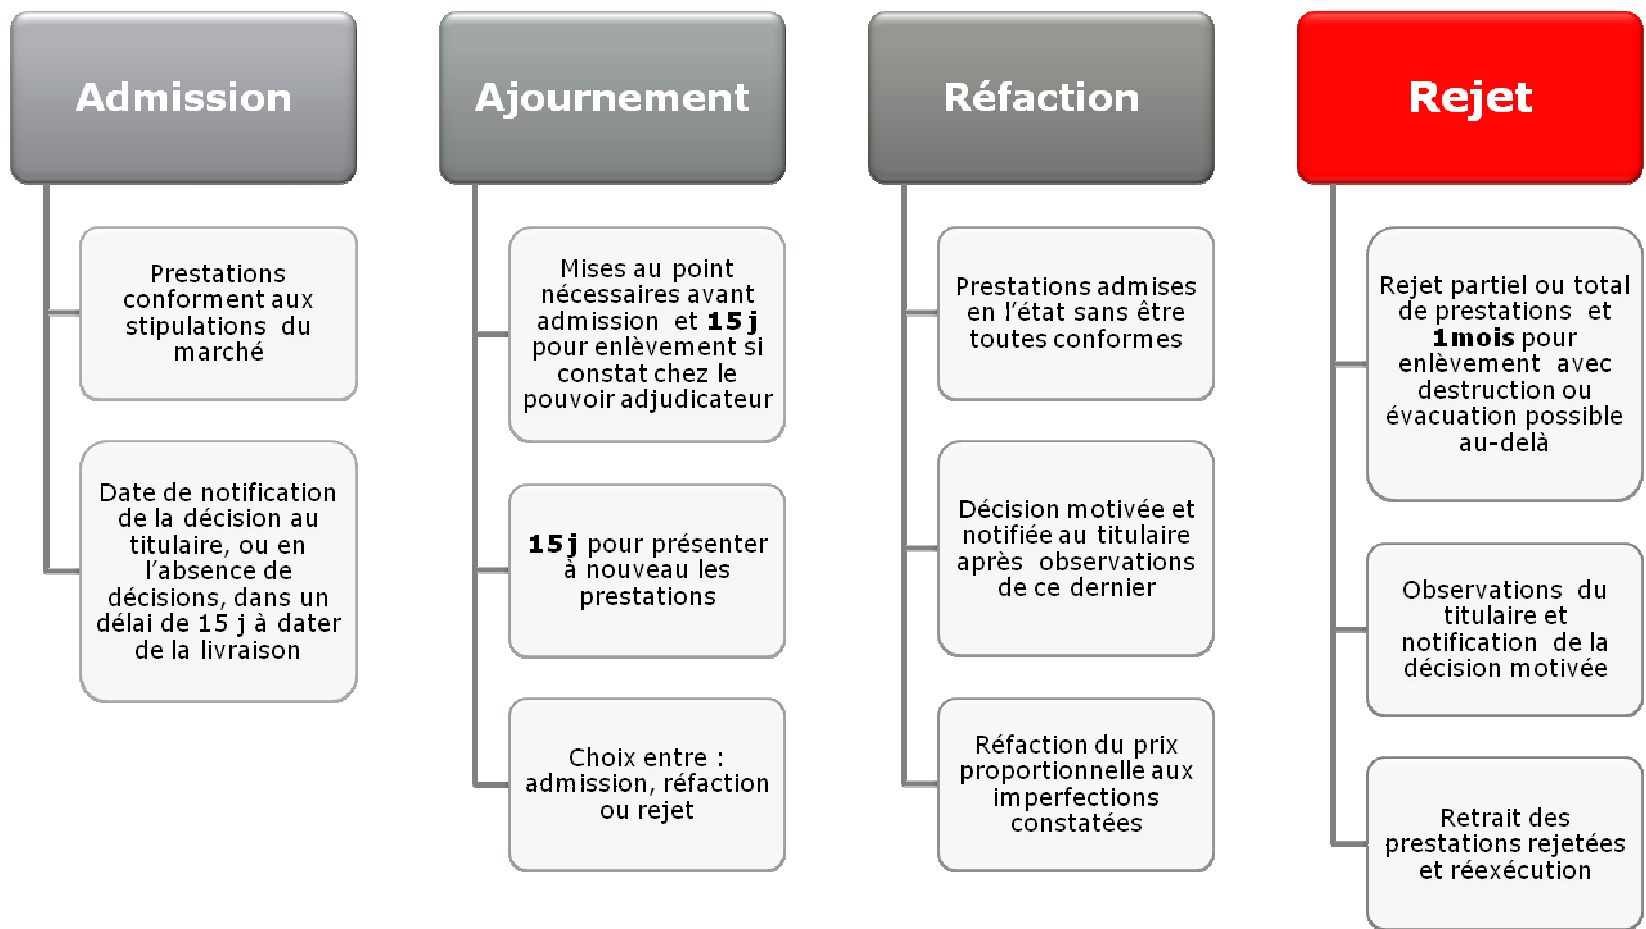 Admission
Prestations
conforment aux
stipulations du
marché
Date de notification
de la décision au
titulaire, ou en
l'absence de
décisions, dans un
délai de 15 j à dater
de la livraison
Ajournement
Mises au point
nécessaires avant
admission et 15 j
pour enlèvement si
constat chez le
pouvoir adjudicateur
15 j pour présenter
à nouveau les
prestations
Choix entre :
admission, réfaction
ou rejet
Réfaction
Prestations admises
en l'état sans être
toutes conformes
Décision motivée et
notifiée au titulaire
après observations
de ce dernier
Réfaction du prix
proportionnelle aux
imperfections
constatées
Rejet
Rejet partiel ou total
de prestations et
1mois pour
enlèvement avec
destruction ou
évacuation possible
au-delà
Observations du
titulaire et
notification de la
décision motivée
Retrait des
prestations rejetées
et réexécution